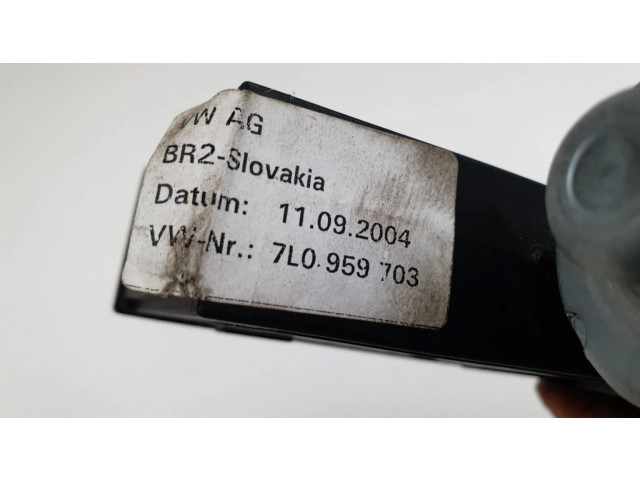 VW AG
BR2-Slovakia
Datum: 11.09.2004
VW-Nr.: 7L0 959 703